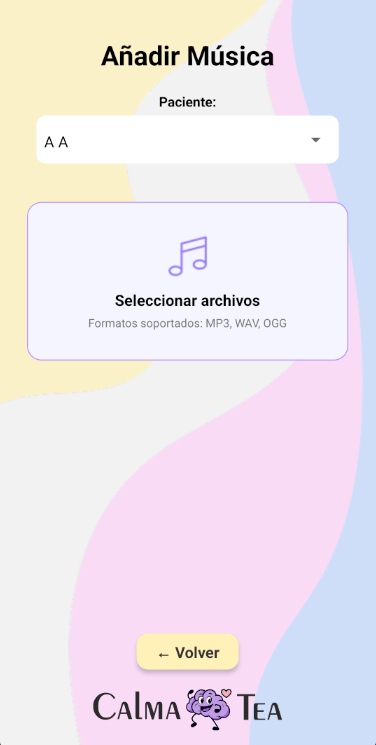 Añadir Música
Paciente:
A A
Seleccionar archivos
Formatos soportados: MP3, WAV, OGG
← Volver
CALMA TEA